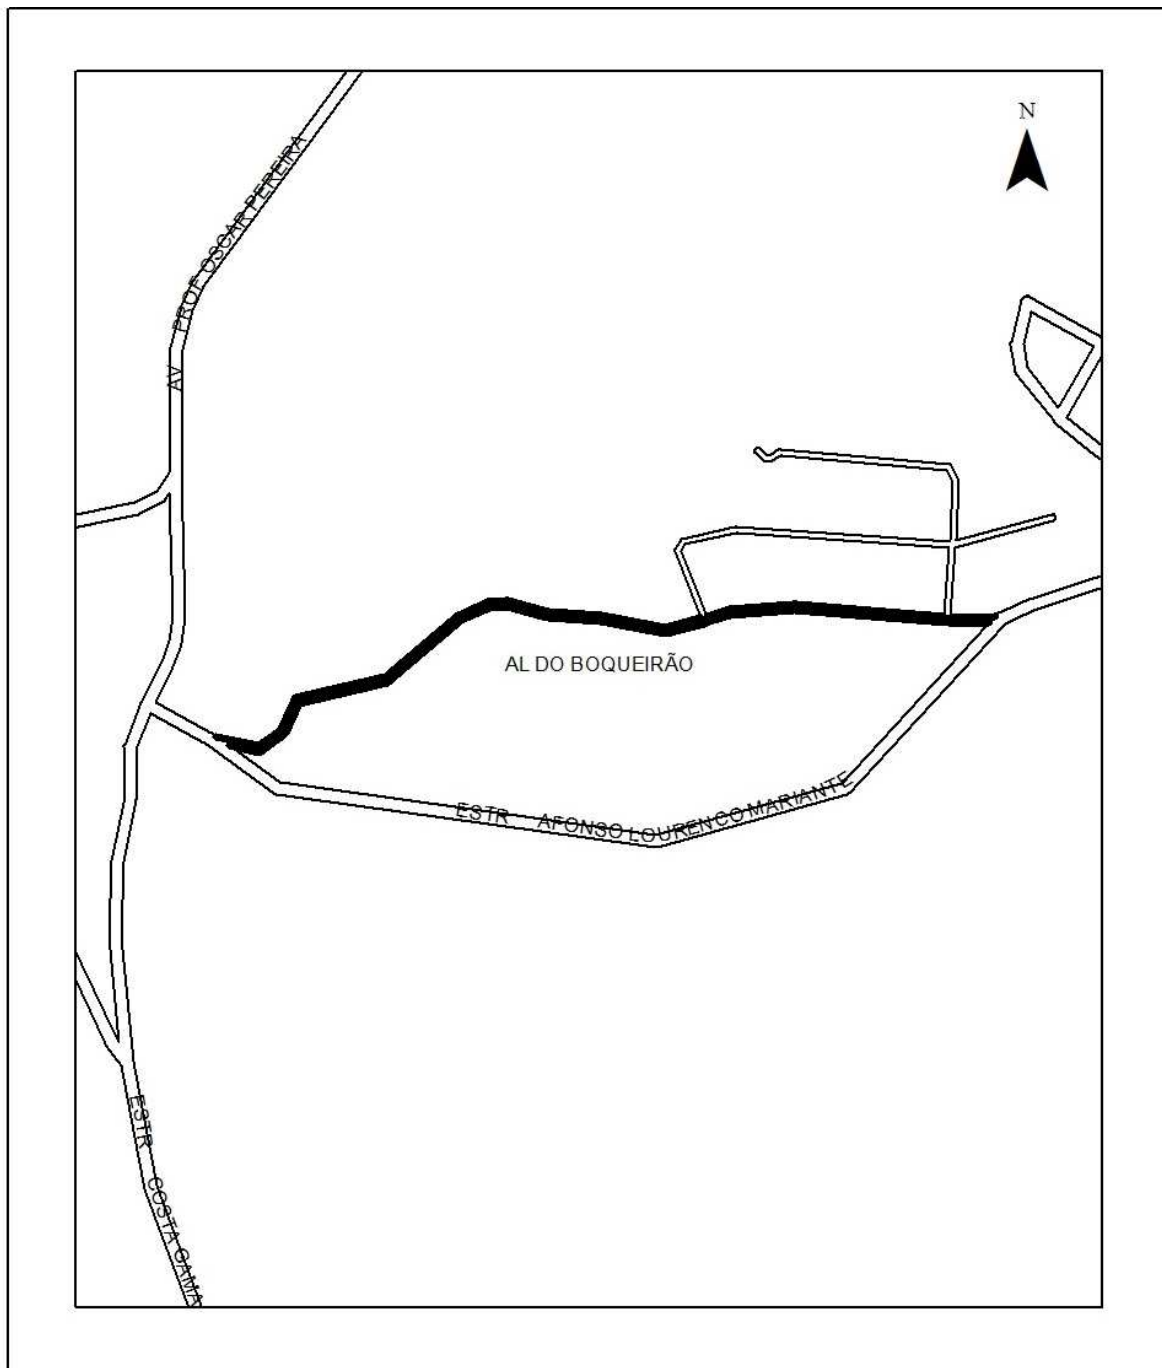 N
AV PROF OSCAR PEREIRA
AL DO BOQUEIRÃO
ESTR AFONSO LOURENCO MARIANTE
ESTR COSTA GAMA